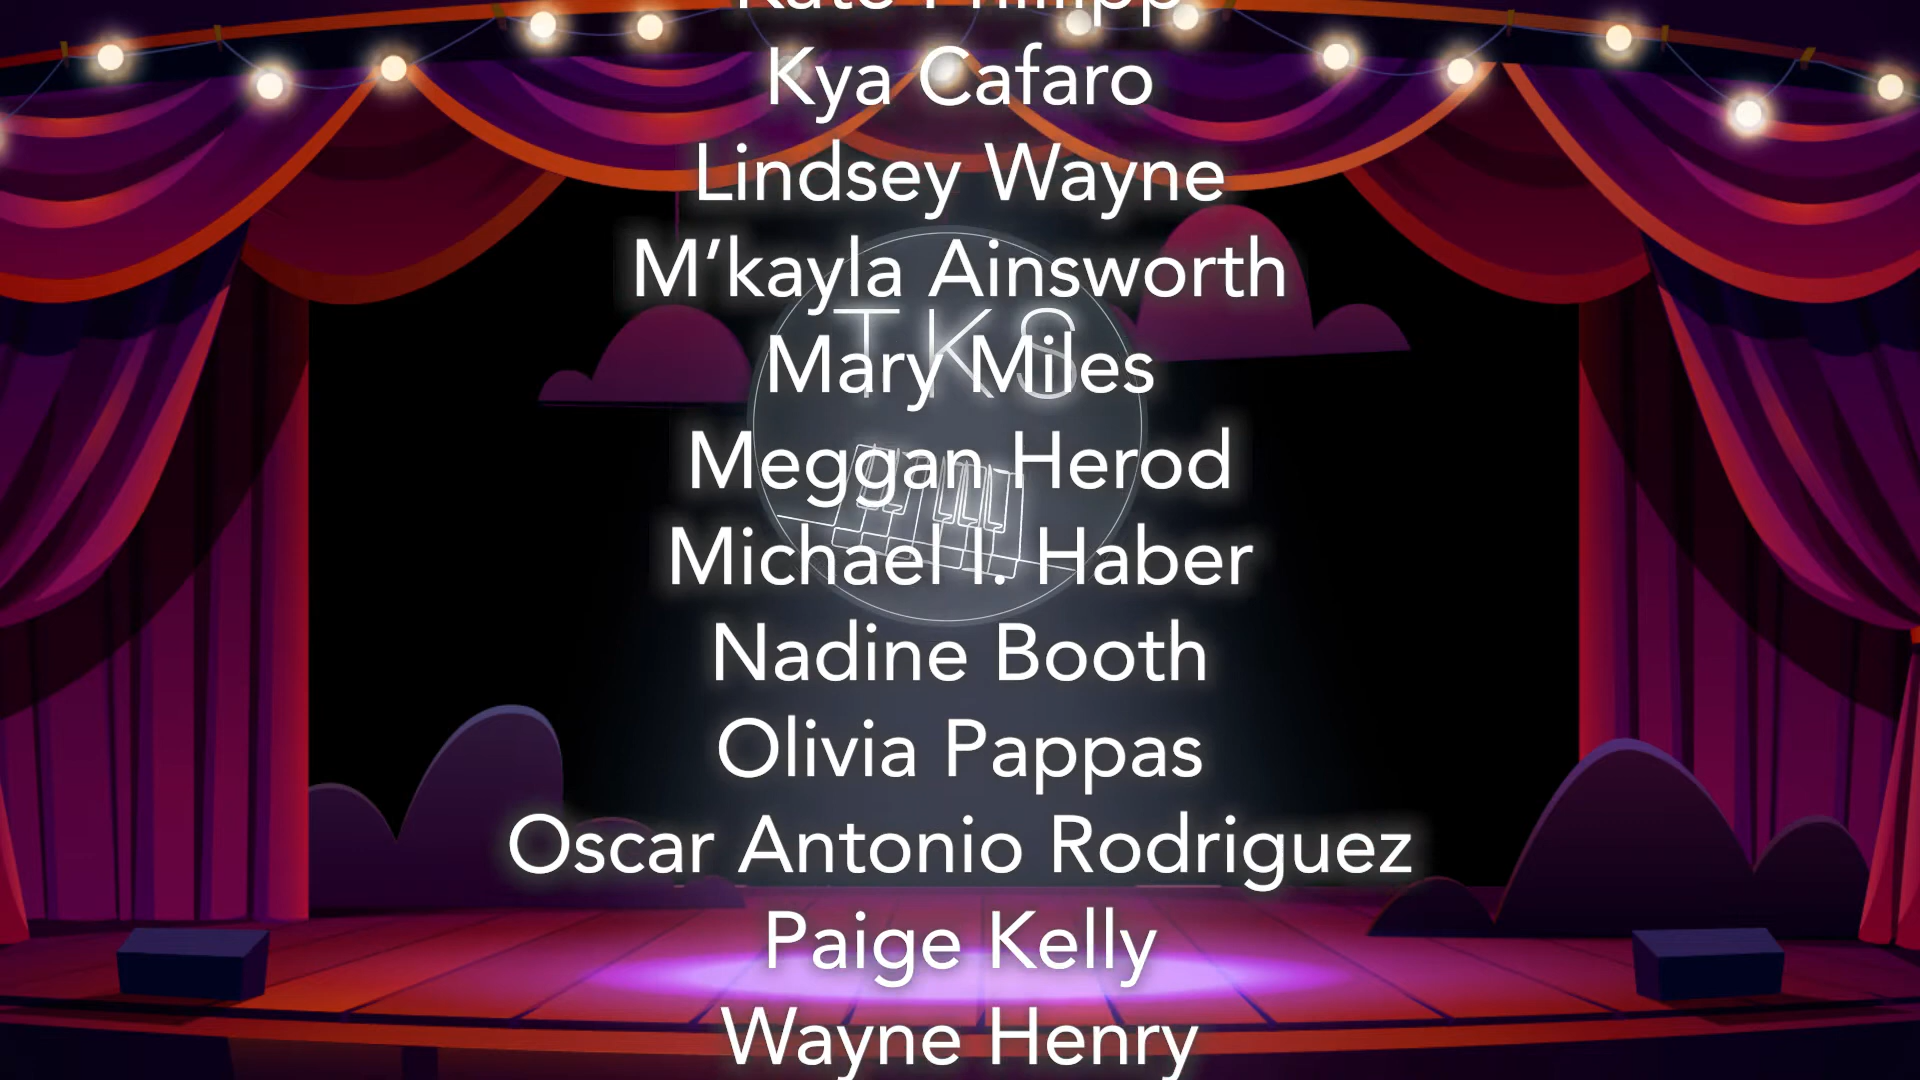 Kya Cafaro
Lindsey Wayne
M’kayla Ainsworth
TKS
Mary Miles
Meggan Herod
Michael I. Haber
Nadine Booth
Olivia Pappas
Oscar Antonio Rodriguez
Paige Kelly
Wayne Henry